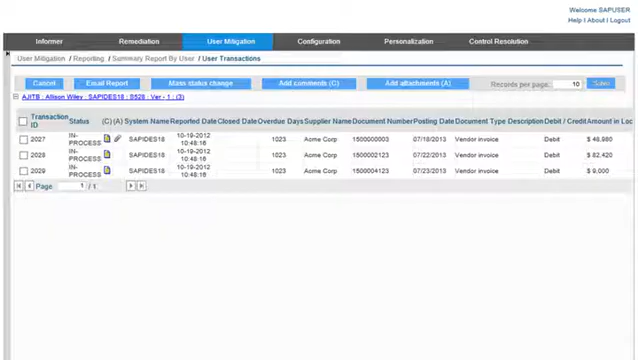 Welcome SAPUSER
Help | About | Logout
Informer Remediation User Mitigation Configuration Personalization Control Resolution
User Mitigation / Reporting / Summary Report By User / User Transactions
Cancel Email Report Mass status change Add comments (C) Add attachments (A) Records per page: 10 Save
AJITB : Allison Wiley : SAPIDES18 : S528 : Ver - 1 : (3)
Transaction ID Status (C) (A) System Name Reported Date Closed Date Overdue Days Supplier Name Document Number Posting Date Document Type Description Debit / Credit Amount in Loc
2027 IN-PROCESS SAPIDES18 10-19-2012 10:48:16 1023 Acme Corp 1500000003 07/18/2013 Vendor invoice Debit $ 48,980
2028 IN-PROCESS SAPIDES18 10-19-2012 10:48:16 1023 Acme Corp 1500002123 07/22/2013 Vendor invoice Debit $ 82,420
2029 IN-PROCESS SAPIDES18 10-19-2012 10:48:16 1023 Acme Corp 1500004123 07/23/2013 Vendor invoice Debit $ 9,000
Page: 1 / 1